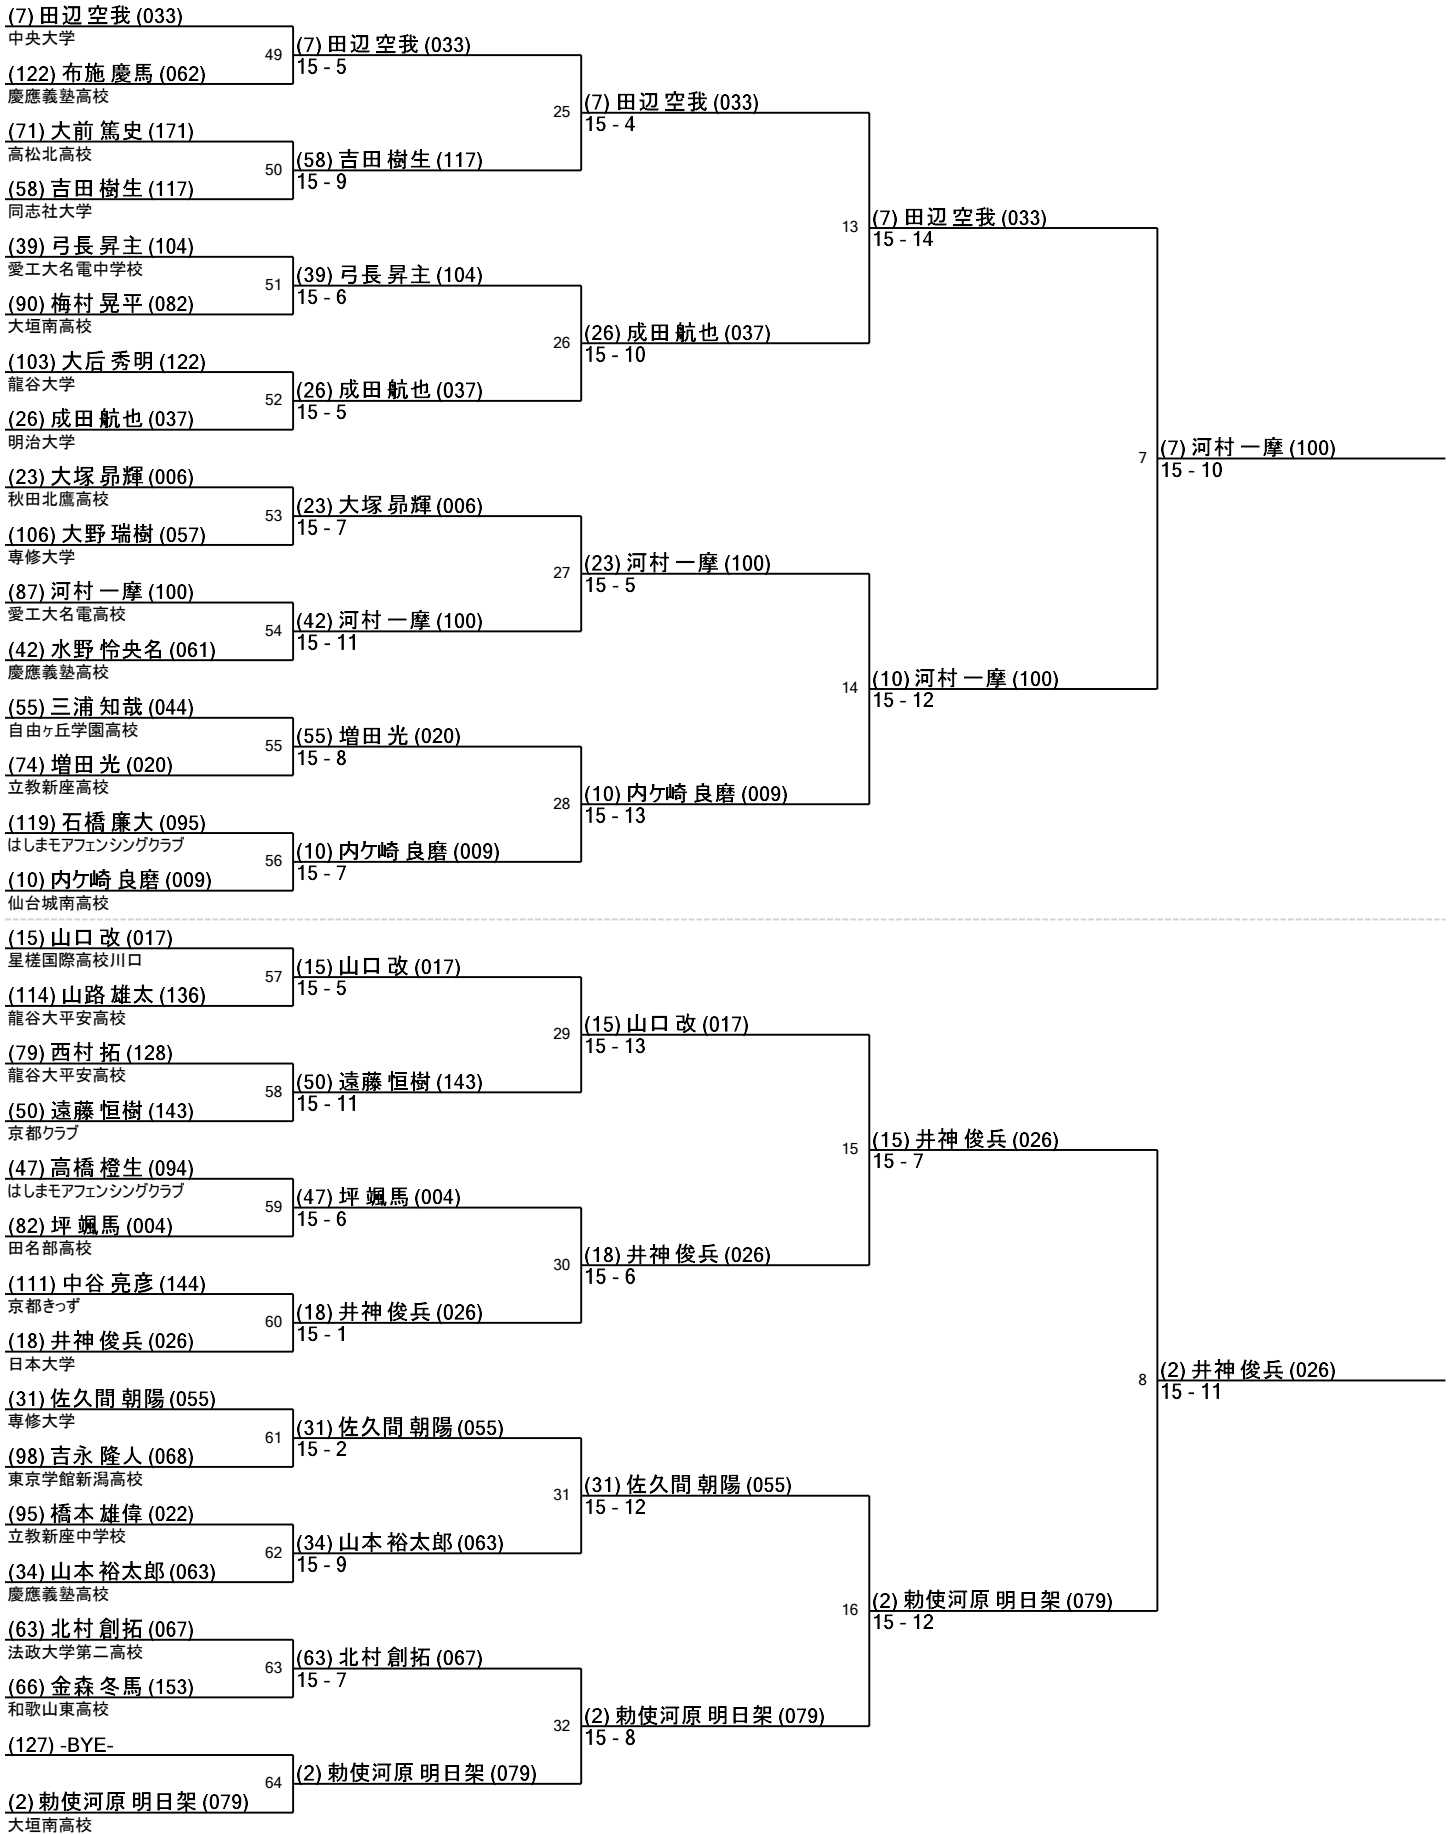 (7) 田辺 空我 (033)
中央大学
49
(122) 布施 慶馬 (062)
慶應義塾高校
(7) 田辺 空我 (033)
15 - 5
(71) 大前 篤史 (171)
高松北高校
50
(58) 吉田 樹生 (117)
同志社大学
(58) 吉田 樹生 (117)
15 - 9
25
(7) 田辺 空我 (033)
15 - 4
(39) 弓長 昇主 (104)
愛工大名電中学校
51
(90) 梅村 晃平 (082)
大垣南高校
(39) 弓長 昇主 (104)
15 - 6
(103) 大后 秀明 (122)
龍谷大学
52
(26) 成田 航也 (037)
明治大学
(26) 成田 航也 (037)
15 - 5
26
(26) 成田 航也 (037)
15 - 10
13
(7) 田辺 空我 (033)
15 - 14
(23) 大塚 昴輝 (006)
秋田北鷹高校
53
(106) 大野 瑞樹 (057)
専修大学
(23) 大塚 昴輝 (006)
15 - 7
(87) 河村 一摩 (100)
愛工大名電高校
54
(42) 水野 怜央名 (061)
慶應義塾高校
(42) 河村 一摩 (100)
15 - 11
27
(23) 河村 一摩 (100)
15 - 5
(55) 三浦 知哉 (044)
自由ヶ丘学園高校
55
(74) 増田 光 (020)
立教新座高校
(55) 増田 光 (020)
15 - 8
(119) 石橋 廉大 (095)
はしまモアフェンシングクラブ
56
(10) 内ケ崎 良磨 (009)
仙台城南高校
(10) 内ケ崎 良磨 (009)
15 - 7
28
(10) 内ケ崎 良磨 (009)
15 - 13
14
(10) 河村 一摩 (100)
15 - 12
7
(7) 河村 一摩 (100)
15 - 10
(15) 山口 改 (017)
星槎国際高校川口
57
(114) 山路 雄太 (136)
龍谷大平安高校
(15) 山口 改 (017)
15 - 5
(79) 西村 拓 (128)
龍谷大平安高校
58
(50) 遠藤 恒樹 (143)
京都クラブ
(50) 遠藤 恒樹 (143)
15 - 11
29
(15) 山口 改 (017)
15 - 13
(47) 高橋 橙生 (094)
はしまモアフェンシングクラブ
59
(82) 坪 颯馬 (004)
田名部高校
(47) 坪 颯馬 (004)
15 - 6
(111) 中谷 亮彦 (144)
京都きっず
60
(18) 井神 俊兵 (026)
日本大学
(18) 井神 俊兵 (026)
15 - 1
30
(18) 井神 俊兵 (026)
15 - 6
15
(15) 井神 俊兵 (026)
15 - 7
(31) 佐久間 朝陽 (055)
専修大学
61
(98) 吉永 隆人 (068)
東京学館新潟高校
(31) 佐久間 朝陽 (055)
15 - 2
(95) 橋本 雄偉 (022)
立教新座中学校
62
(34) 山本 裕太郎 (063)
慶應義塾高校
(34) 山本 裕太郎 (063)
15 - 9
31
(31) 佐久間 朝陽 (055)
15 - 12
(63) 北村 創拓 (067)
法政大学第二高校
63
(66) 金森 冬馬 (153)
和歌山東高校
(63) 北村 創拓 (067)
15 - 7
(127) -BYE-
64
(2) 勅使河原 明日架 (079)
大垣南高校
(2) 勅使河原 明日架 (079)
32
(2) 勅使河原 明日架 (079)
15 - 8
16
(2) 勅使河原 明日架 (079)
15 - 12
8
(2) 井神 俊兵 (026)
15 - 11